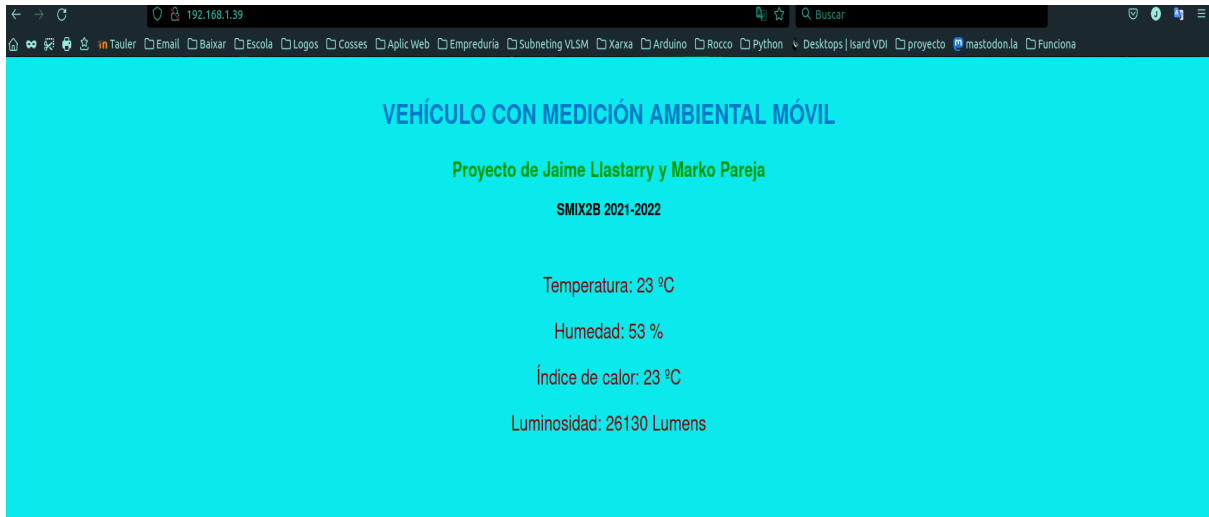 192.168.1.39
Buscar
in Tauler Email Baixar Escola Logos Cosses Aplic Web Empreduría Subneting VLSM Xarxa Arduino Rocco Python Desktops | Isard VDI proyecto mastodon.la Funciona
VEHÍCULO CON MEDICIÓN AMBIENTAL MÓVIL
Proyecto de Jaime Llastarry y Marko Pareja
SMIX2B 2021-2022
Temperatura: 23 ºC
Humedad: 53 %
Índice de calor: 23 ºC
Luminosidad: 26130 Lumens